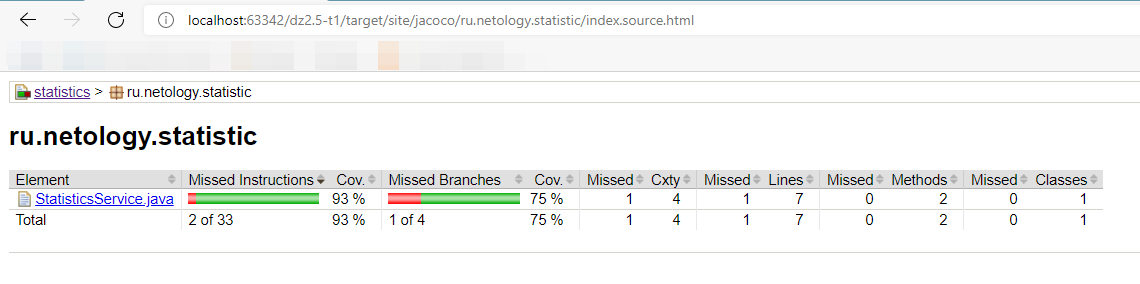 localhost:63342/dz2.5-t1/target/site/jacoco/ru.netology.statistic/index.source.html
statistics > ru.netology.statistic
ru.netology.statistic
Element Missed Instructions Cov. Missed Branches Cov. Missed Cxty Missed Lines Missed Methods Missed Classes
StatisticsService.java 93 % 75 % 1 4 1 7 0 2 0 1
Total 2 of 33 93 % 1 of 4 75 % 1 4 1 7 0 2 0 1